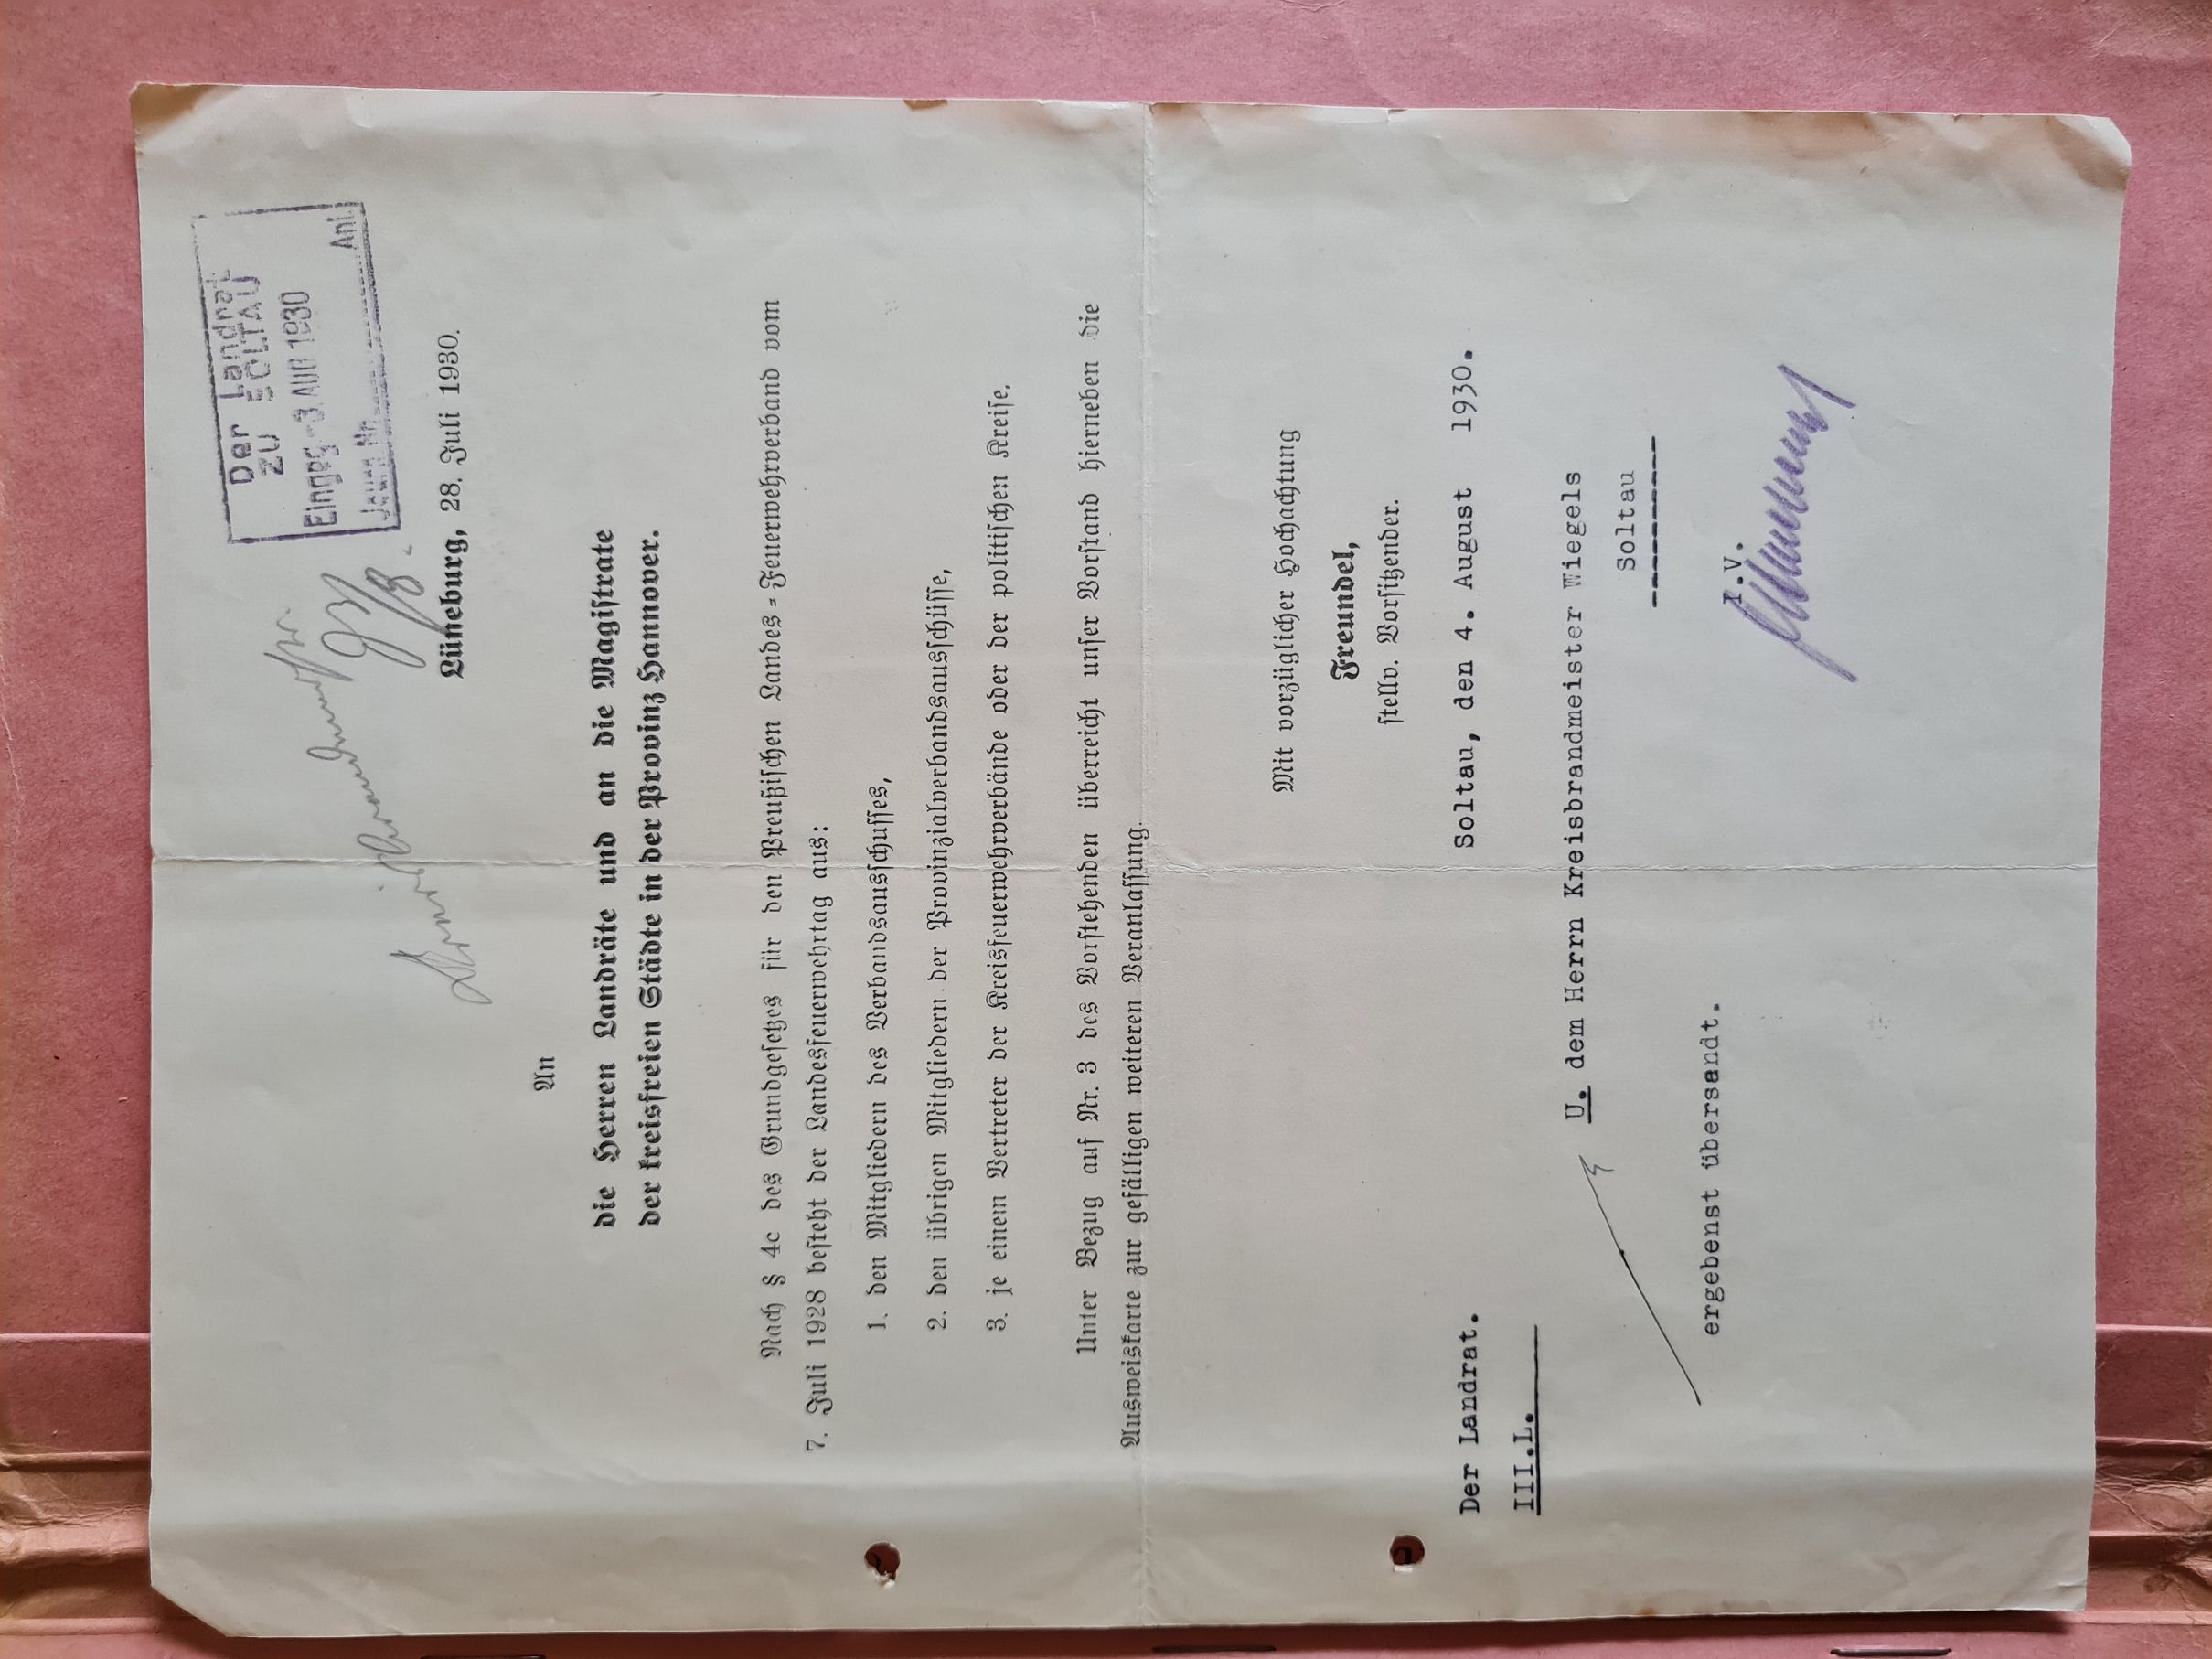 Der Landrat
ZU SOLTAU
Eingeg. -3. AUG 1930
Journ. Nr. Anl.
Lüneburg, 28. Juli 1930.
An
die Herren Landräte und an die Magistrate
der kreisfreien Städte in der Provinz Hannover.
Nach § 4c des Grundgesetzes für den Preußischen Landes-Feuerwehrverband vom
7. Juli 1928 besteht der Landesfeuerwehrtag aus:
1. den Mitgliedern des Verbandsausschusses,
2. den übrigen Mitgliedern der Provinzialverbandsausschüsse,
3. je einem Vertreter der Kreisfeuerwehrverbände oder der politischen Kreise.
Unter Bezug auf Nr. 3 des Vorstehenden überreicht unser Vorstand hierneben die
Ausweiskarte zur gefälligen weiteren Veranlassung.
Mit vorzüglicher Hochachtung
Freundel,
stellv. Vorsitzender.
Der Landrat. Soltau, den 4. August 1930.
III.L.
U. dem Herrn Kreisbrandmeister Wiegels
Soltau
ergebenst übersandt.
I.V.